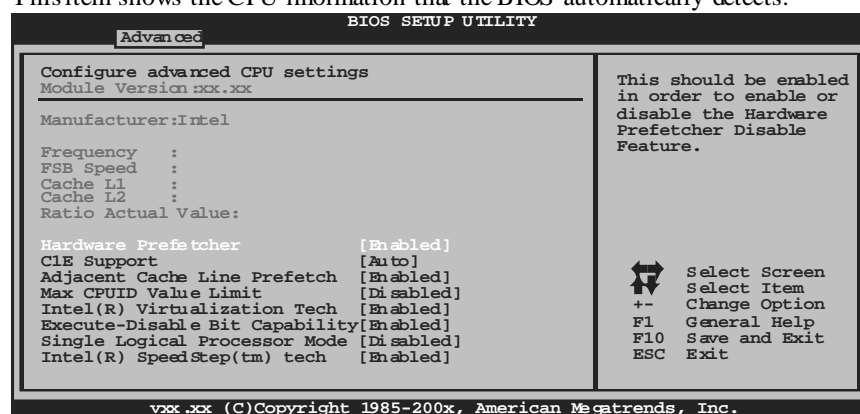 This item shows the CPU information that the BIOS automatically detects.
BIOS SETUP UTILITY
Advanced
Configure advanced CPU settings
Module Version:xx.xx
Manufacturer:Intel
Frequency :
FSB Speed :
Cache L1 :
Cache L2 :
Ratio Actual Value:
Hardware Prefetcher [Enabled]
C1E Support [Auto]
Adjacent Cache Line Prefetch [Enabled]
Max CPUID Value Limit [Disabled]
Intel(R) Virtualization Tech [Enabled]
Execute-Disable Bit Capability[Enabled]
Single Logical Processor Mode [Disabled]
Intel(R) SpeedStep(tm) tech [Enabled]
This should be enabled
in order to enable or
disable the Hardware
Prefetcher Disable
Feature.
Select Screen
Select Item
+- Change Option
F1 General Help
F10 Save and Exit
ESC Exit
vxx.xx (C)Copyright 1985-200x, American Megatrends, Inc.